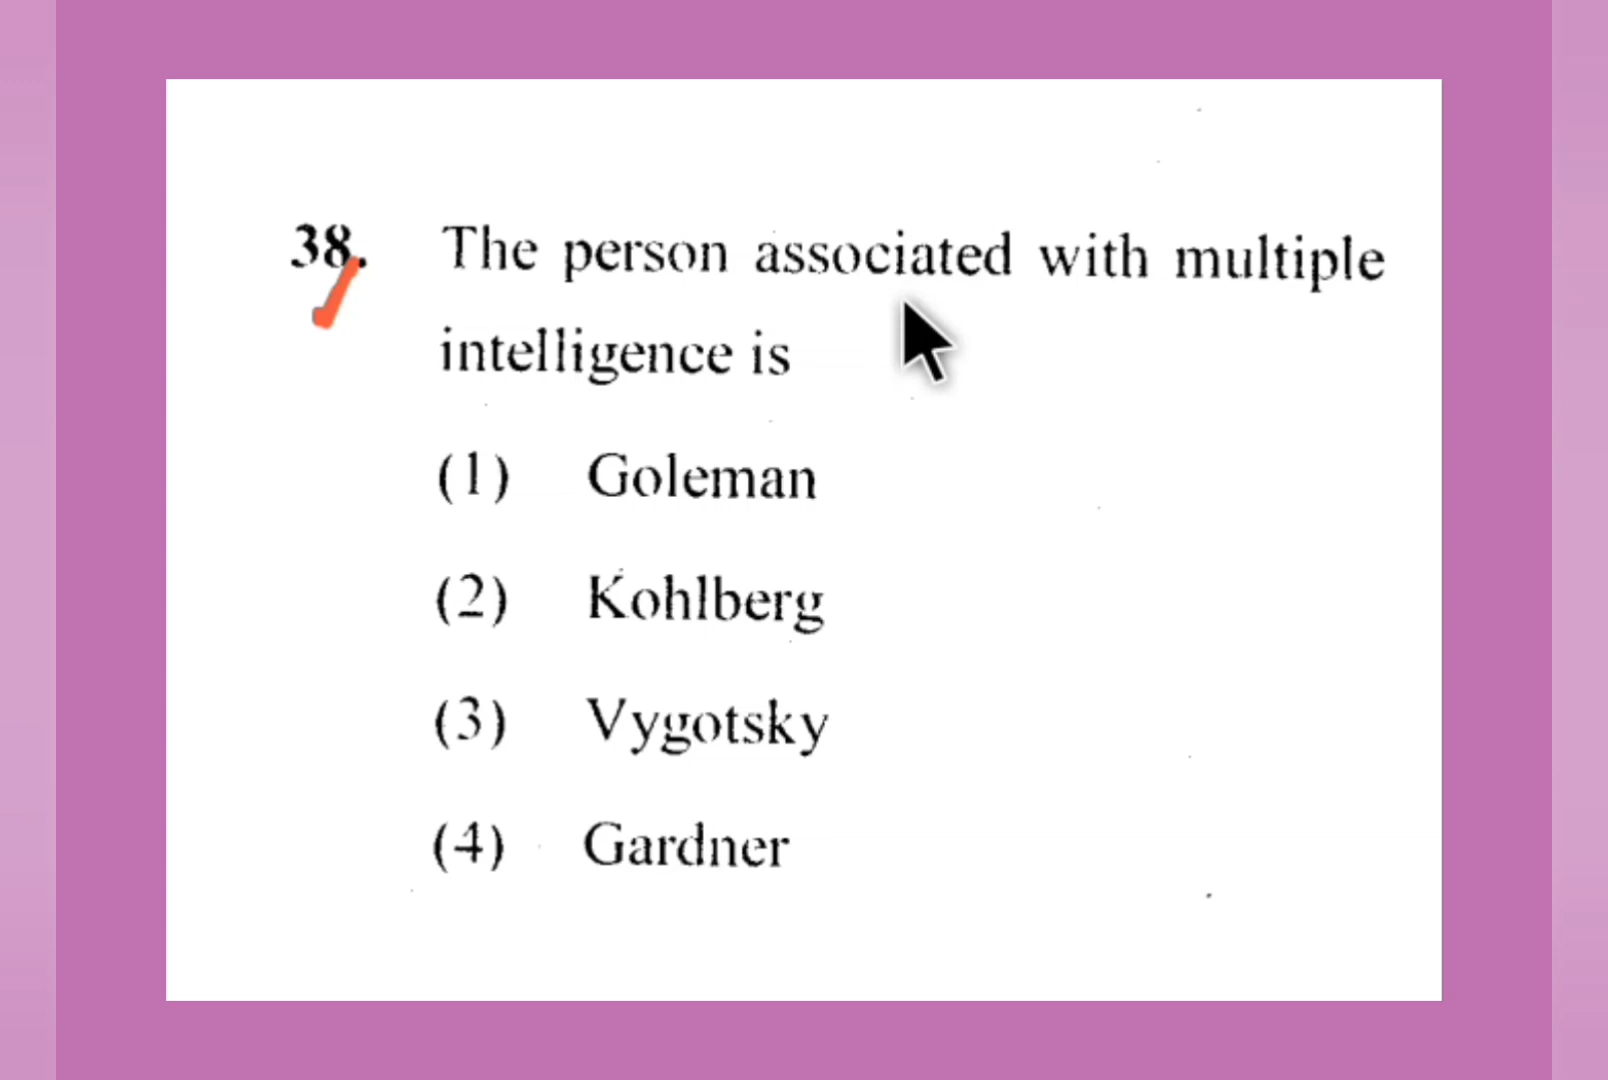 38. The person associated with multiple
intelligence is
(1) Goleman
(2) Kohlberg
(3) Vygotsky
(4) Gardner